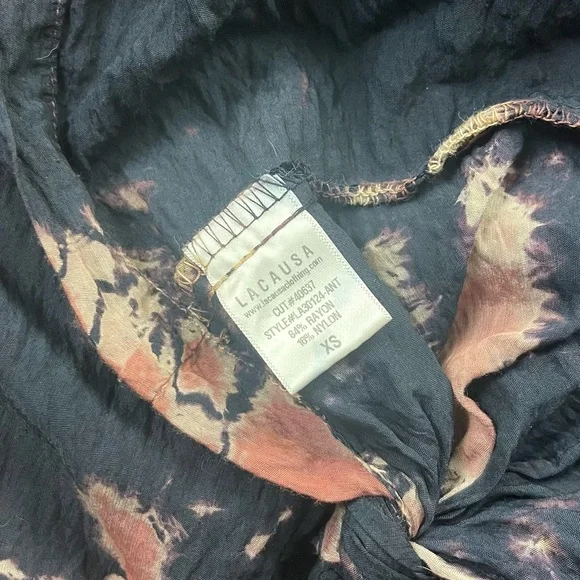 LACAUSA
www.lacausaclothing.com
CUT#40637
STYLE#LA30124-ANT
84% RAYON
16% NYLON
XS